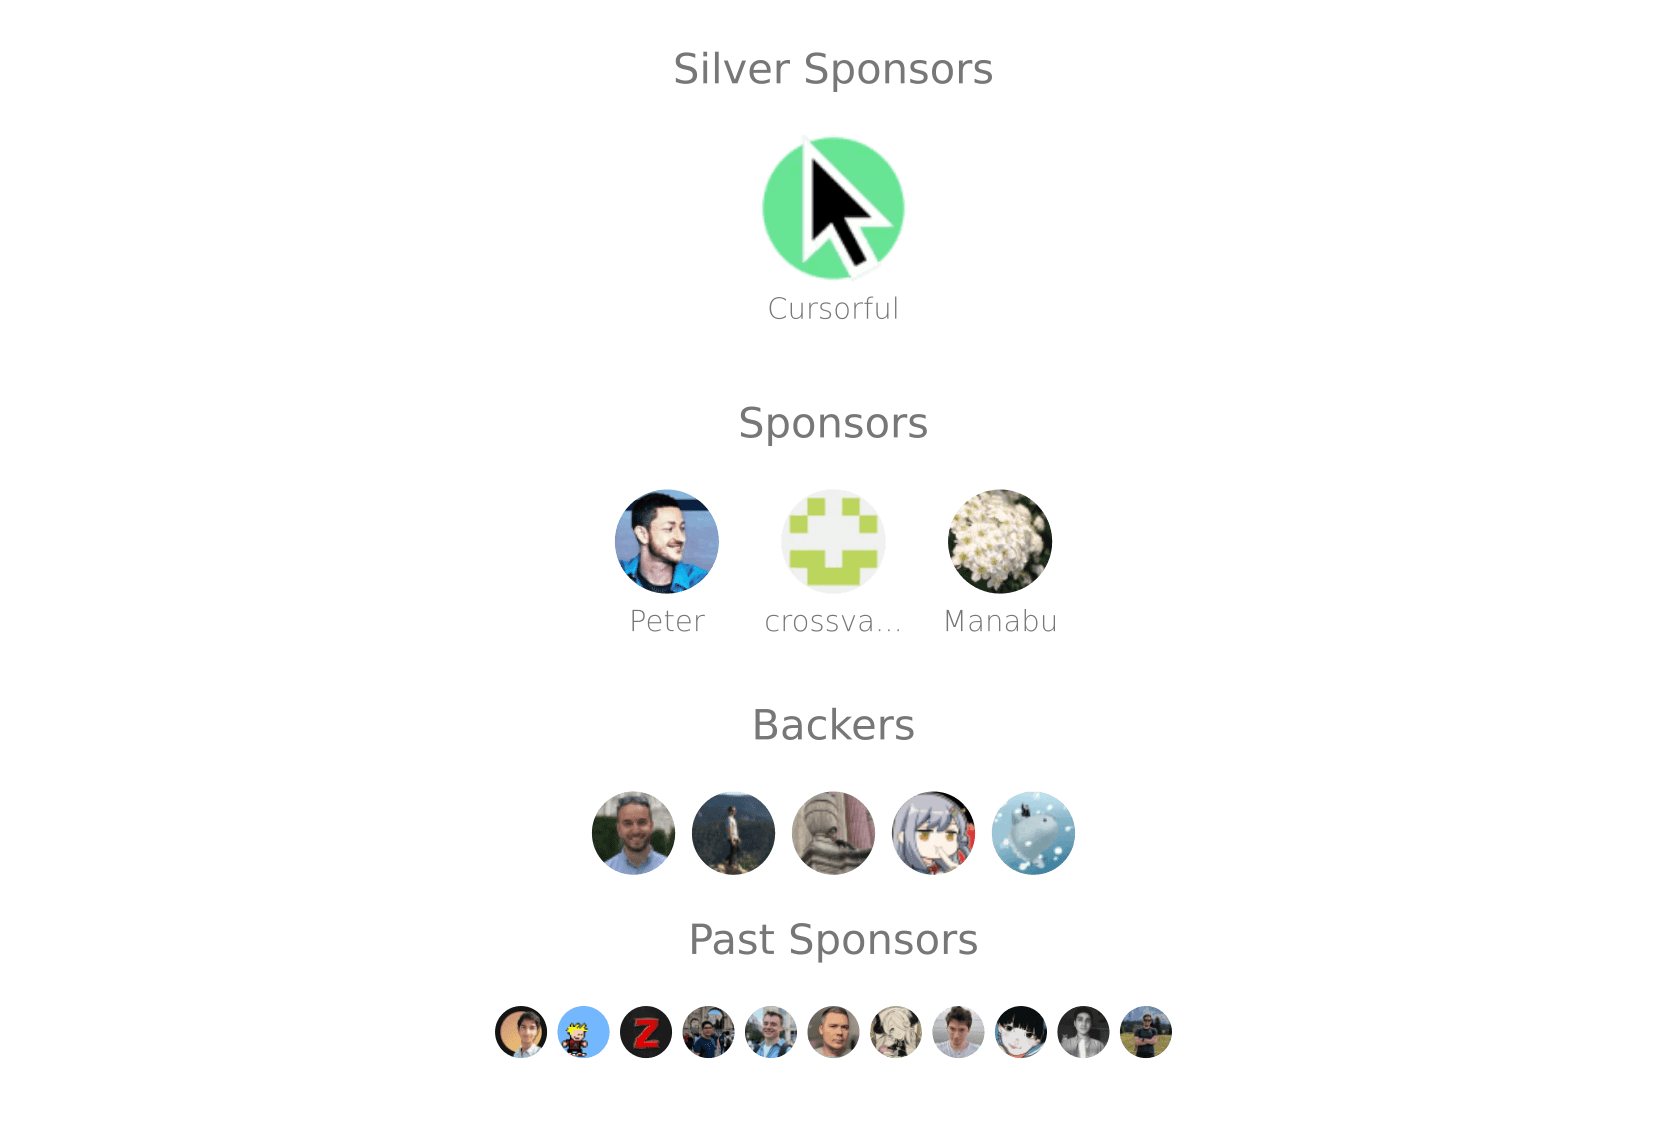 Silver Sponsors
Cursorful
Sponsors
Peter crossva... Manabu
Backers
Past Sponsors
Z